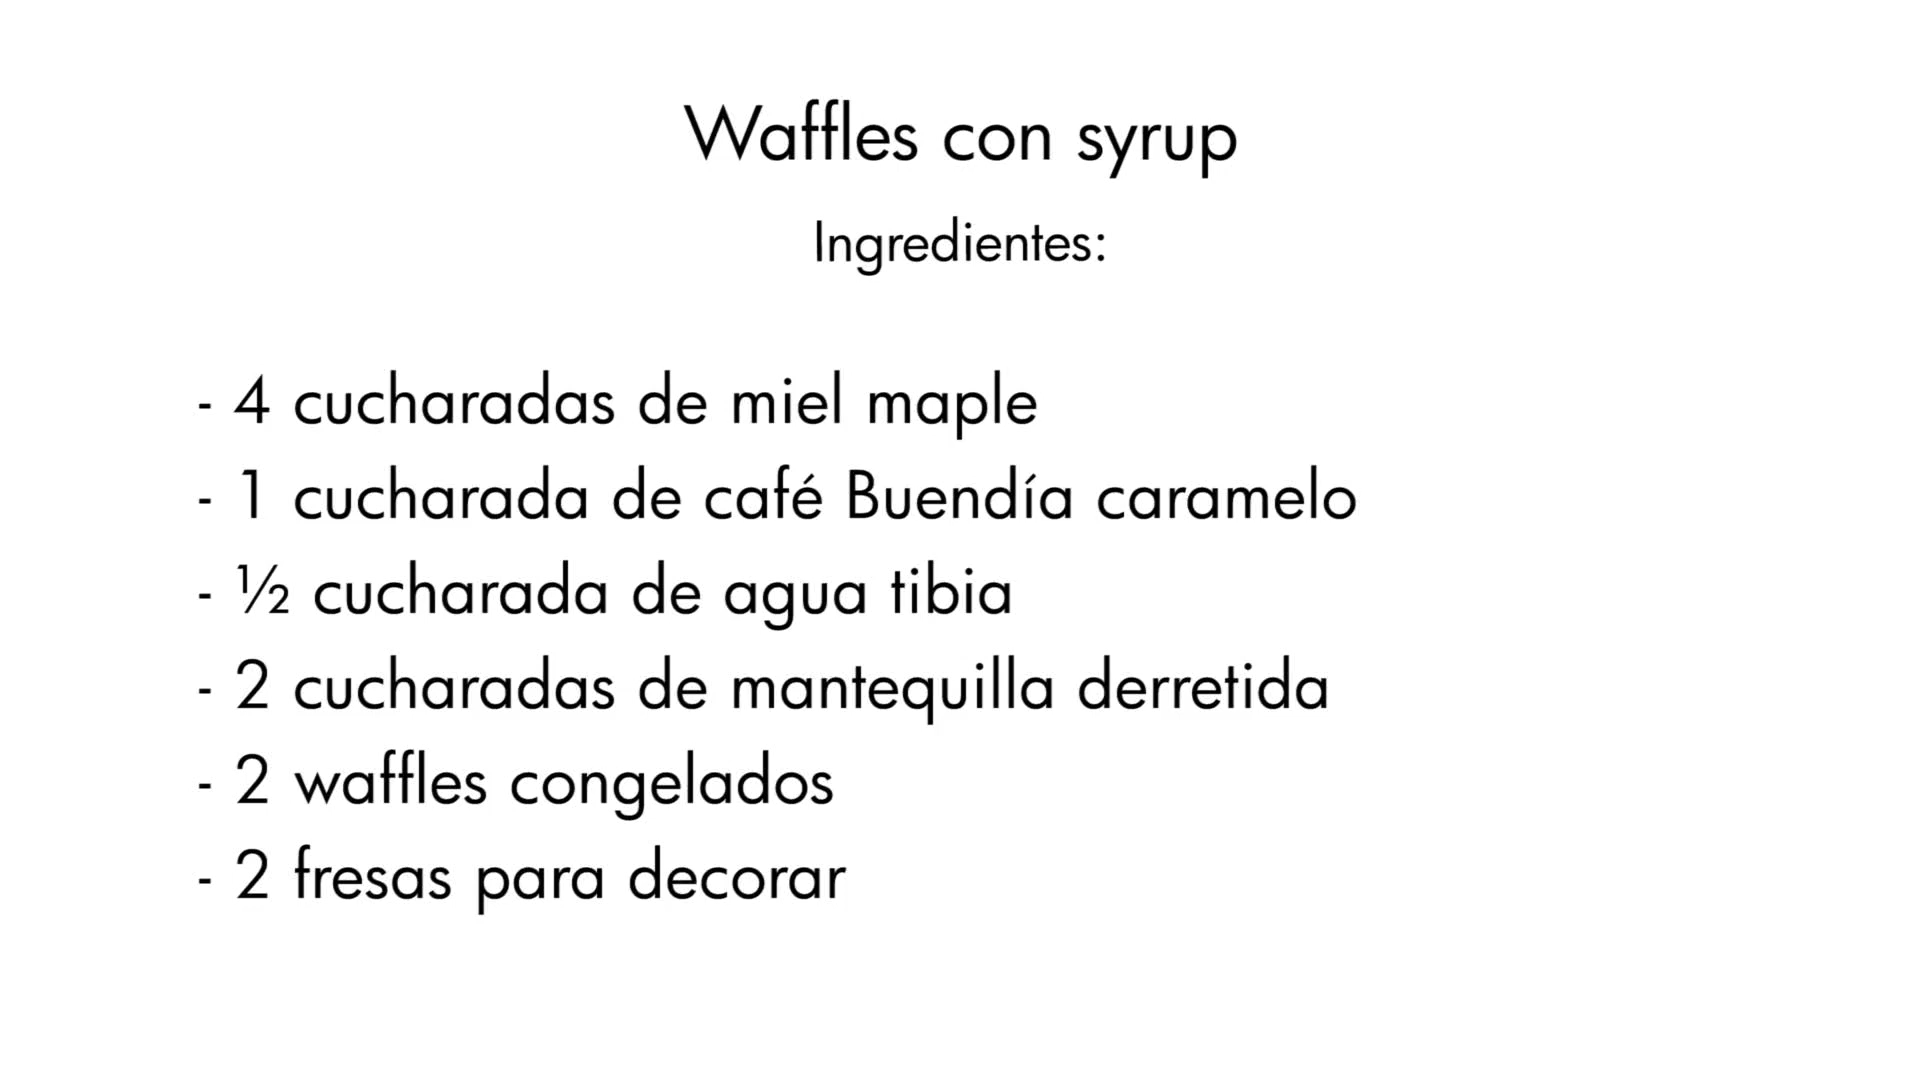 Waffles con syrup
Ingredientes:
- 4 cucharadas de miel maple
- 1 cucharada de café Buendía caramelo
- ½ cucharada de agua tibia
- 2 cucharadas de mantequilla derretida
- 2 waffles congelados
- 2 fresas para decorar